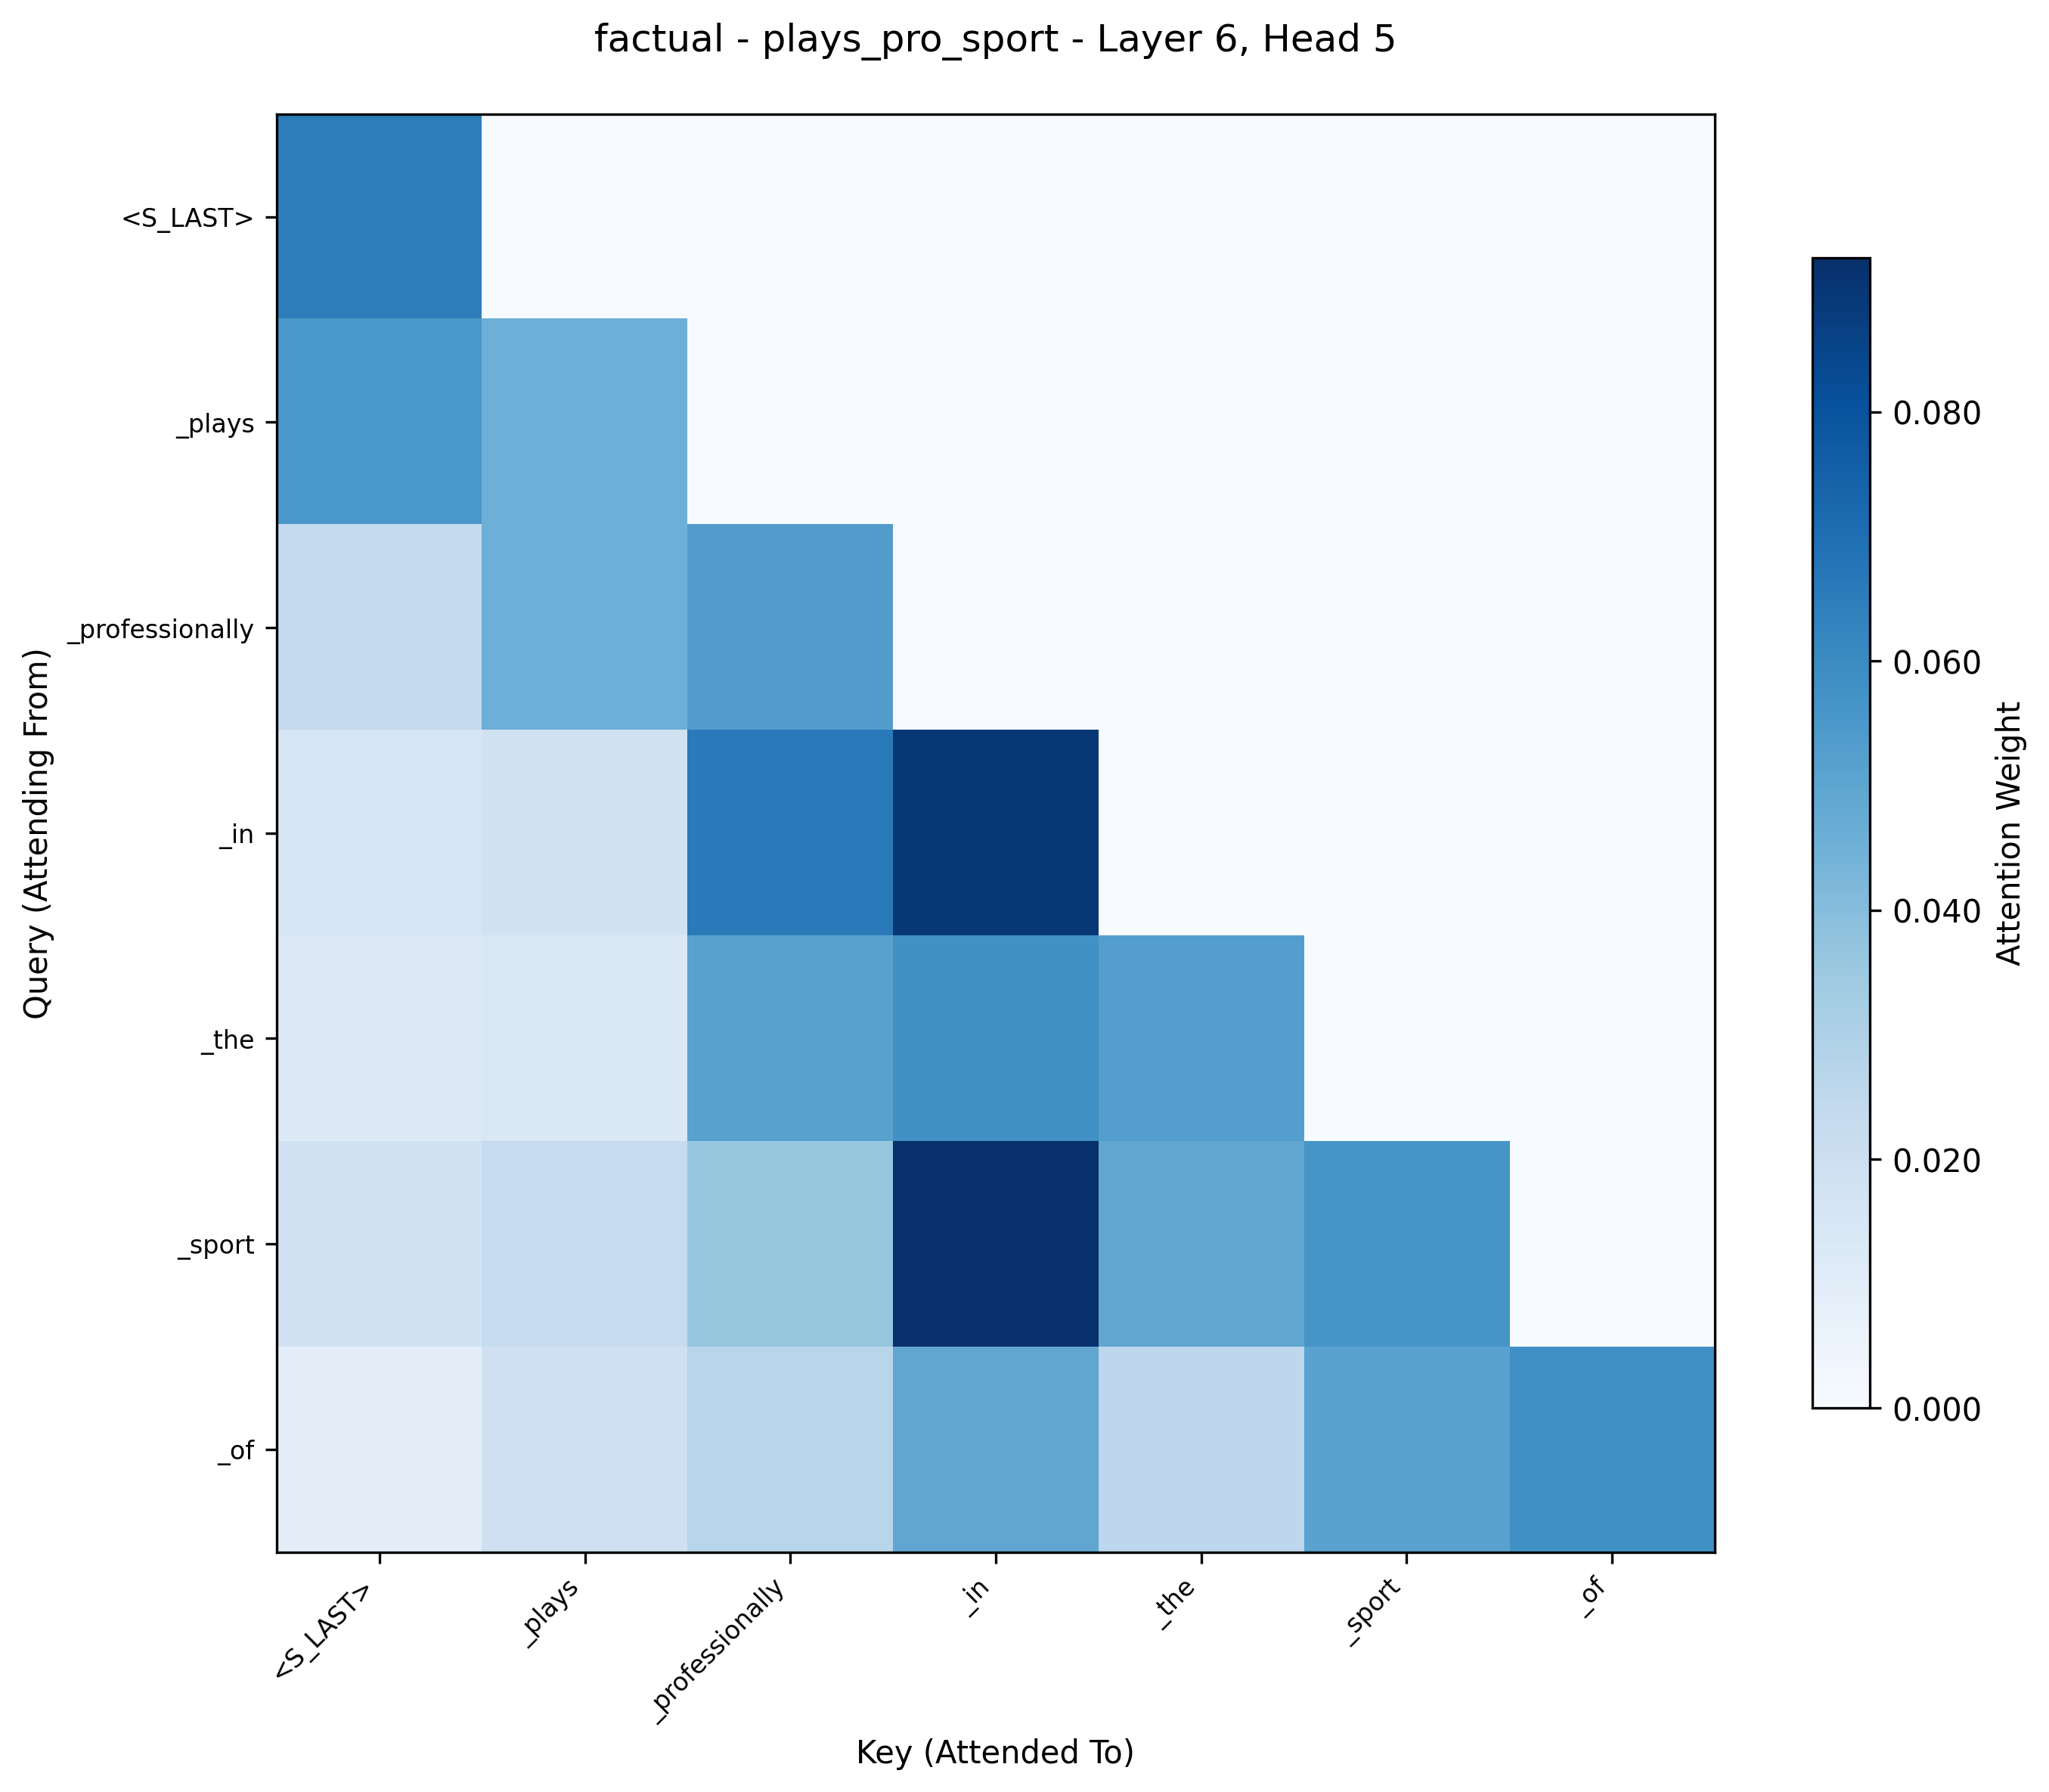 factual - plays_pro_sport - Layer 6, Head 5
Query (Attending From)
<S_LAST>
_plays
_professionally
_in
_the
_sport
_of
<S_LAST>
_plays
_professionally
_in
_the
_sport
_of
Key (Attended To)
0.080
0.060
0.040
0.020
0.000
Attention Weight